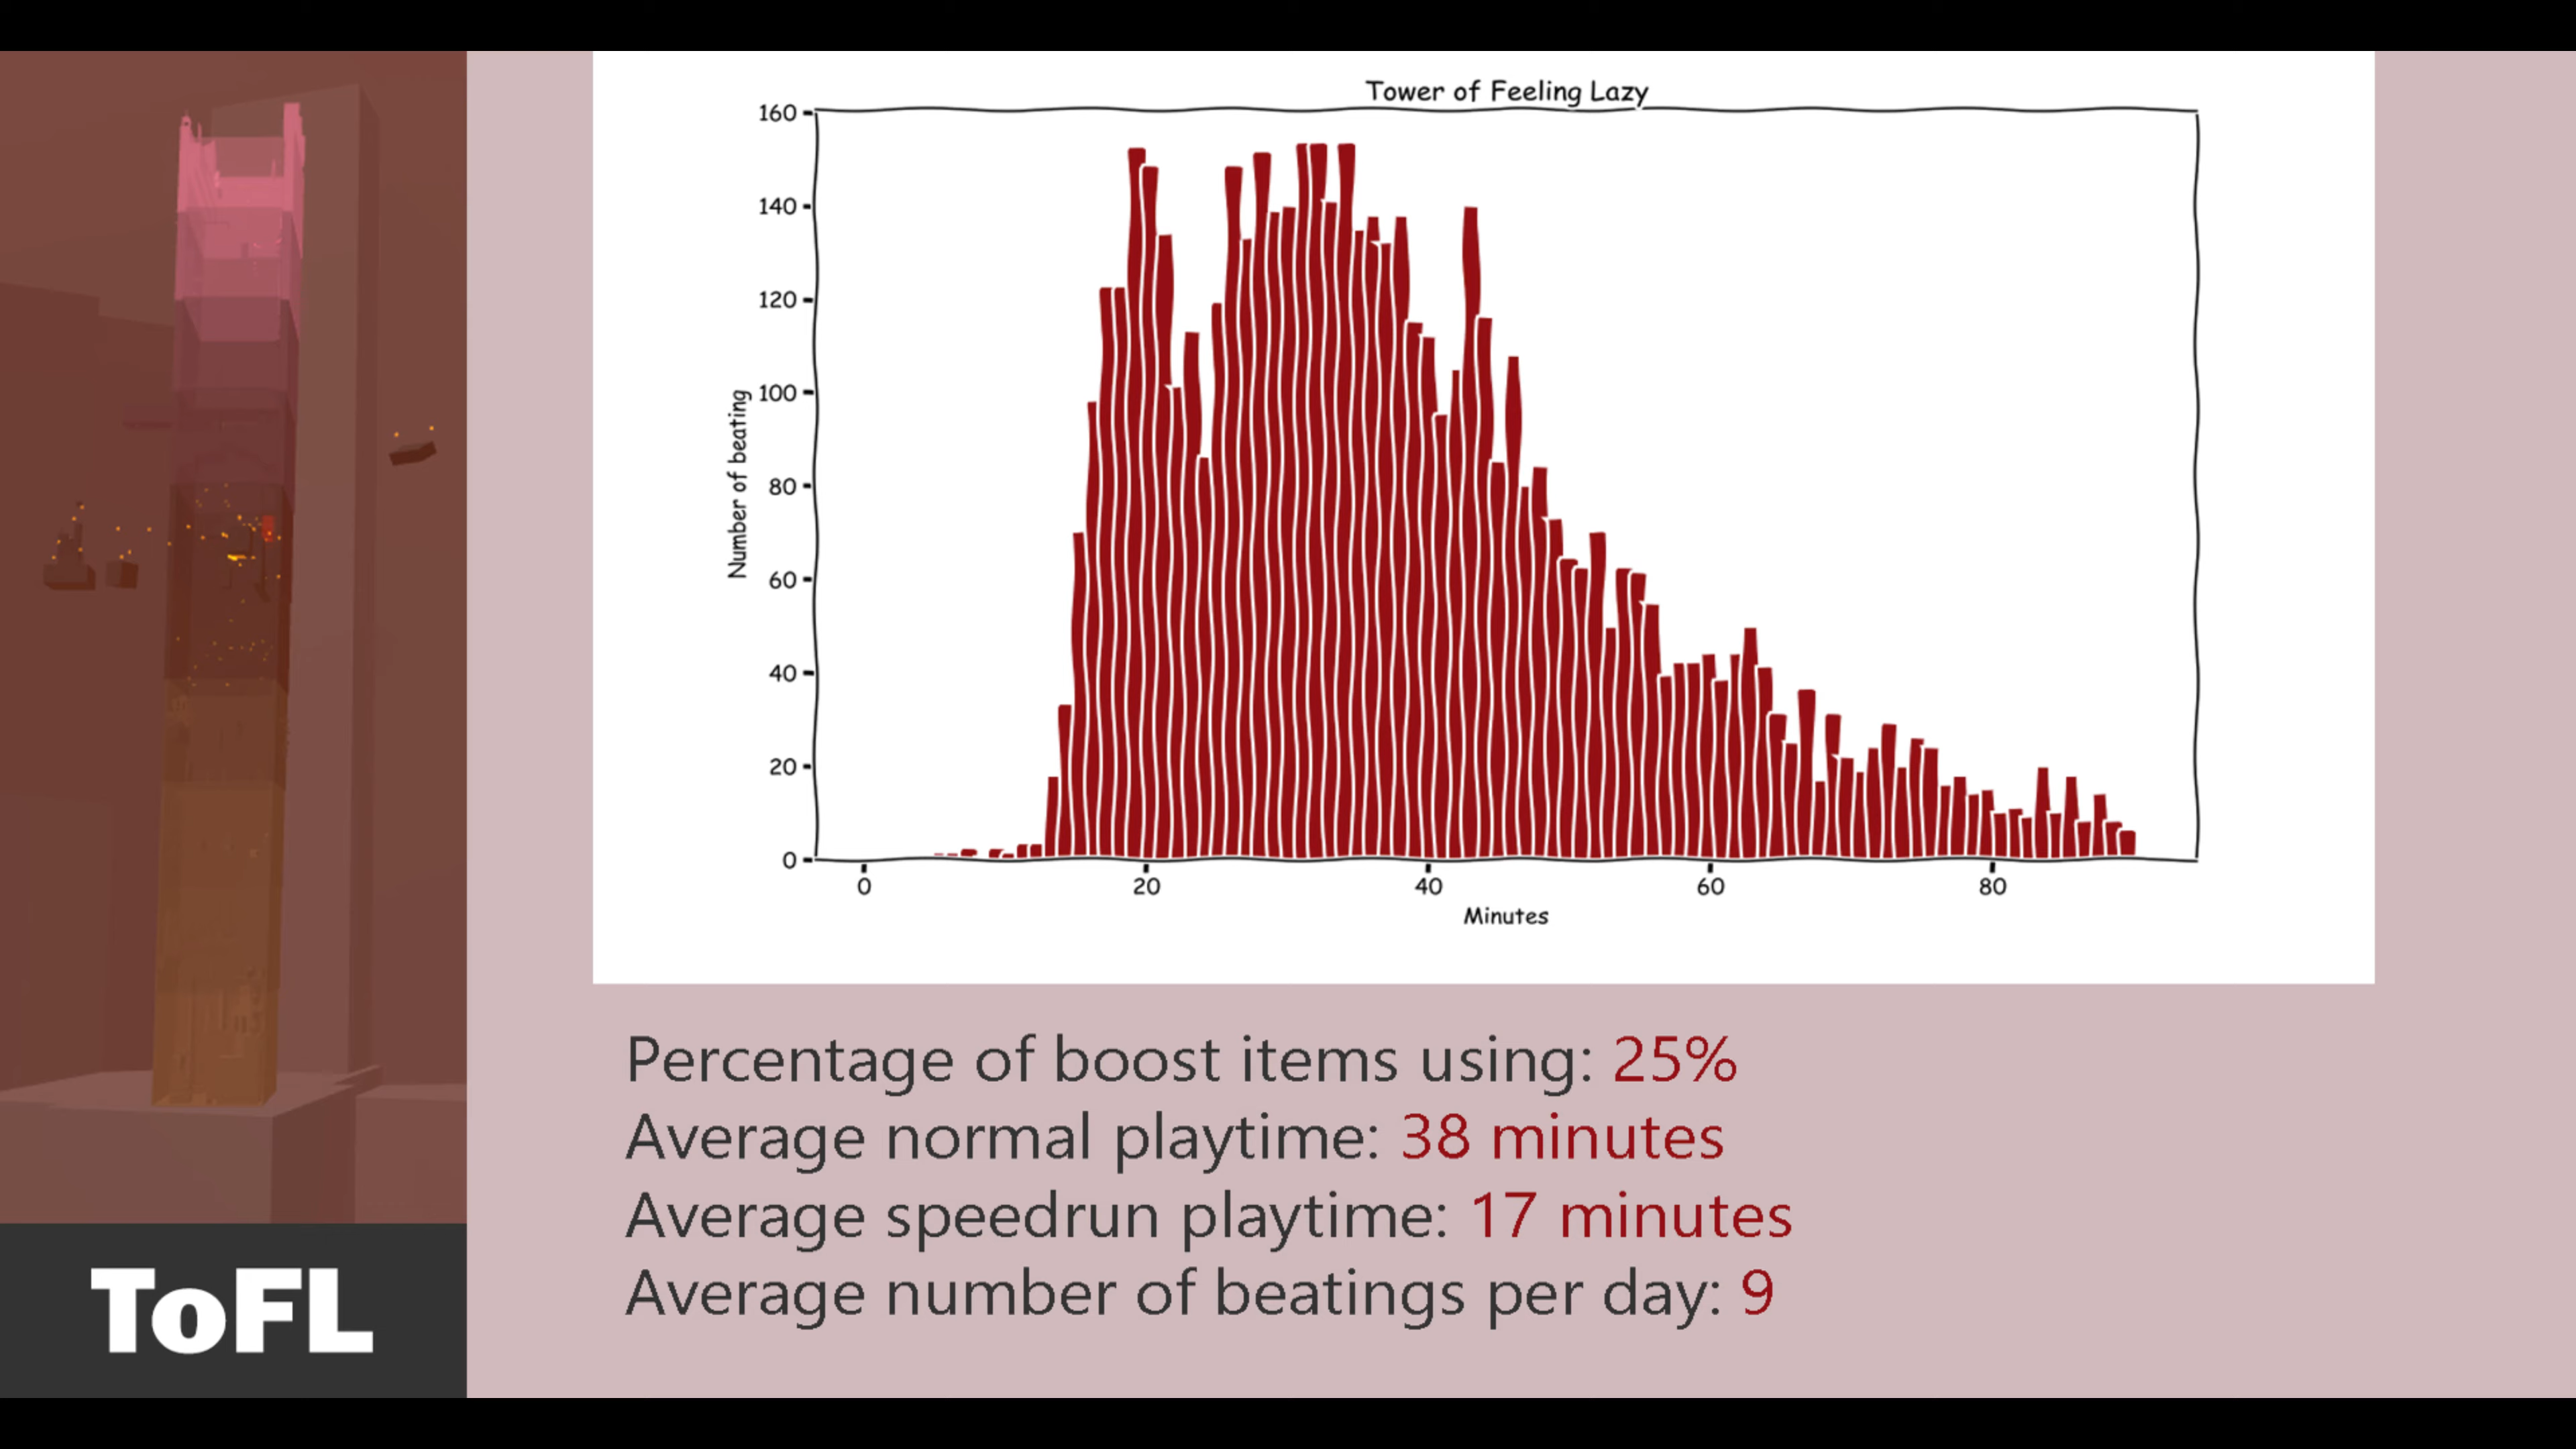 Tower of Feeling Lazy
160
140
120
100
80
60
40
20
0
Number of beating
0 20 40 60 80
Minutes
Percentage of boost items using: 25%
Average normal playtime: 38 minutes
Average speedrun playtime: 17 minutes
Average number of beatings per day: 9
ToFL